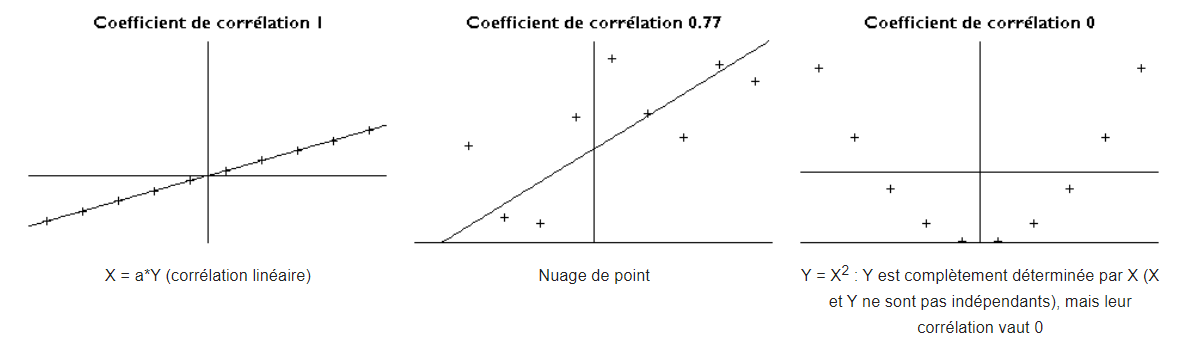 Coefficient de corrélation 1
Coefficient de corrélation 0.77
Coefficient de corrélation 0
X = a*Y (corrélation linéaire)
Nuage de point
Y = X² : Y est complètement déterminée par X (X
et Y ne sont pas indépendants), mais leur
corrélation vaut 0